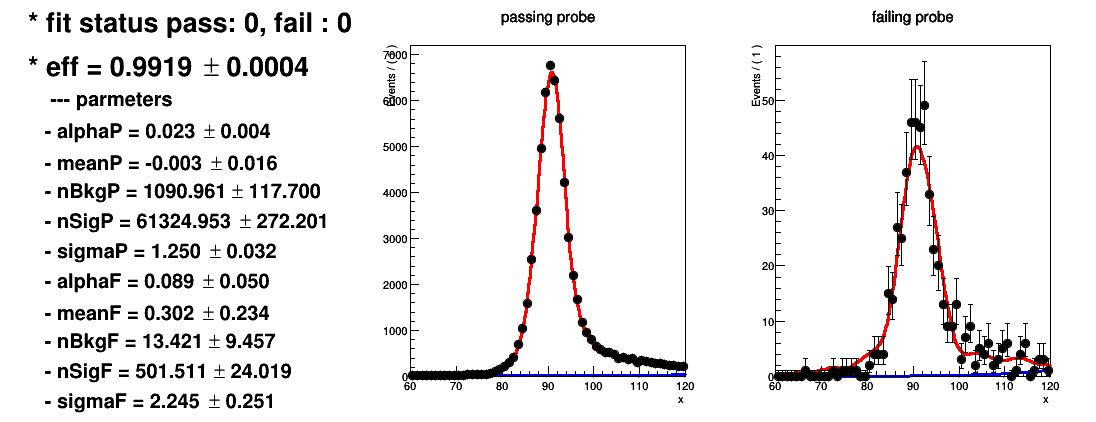 * fit status pass: 0, fail : 0
* eff = 0.9919 ± 0.0004
--- parmeters
- alphaP = 0.023 ± 0.004
- meanP = -0.003 ± 0.016
- nBkgP = 1090.961 ± 117.700
- nSigP = 61324.953 ± 272.201
- sigmaP = 1.250 ± 0.032
- alphaF = 0.089 ± 0.050
- meanF = 0.302 ± 0.234
- nBkgF = 13.421 ± 9.457
- nSigF = 501.511 ± 24.019
- sigmaF = 2.245 ± 0.251
passing probe
Events / ( 1 )
7000
6000
5000
4000
3000
2000
1000
0
60 70 80 90 100 110 120
x
failing probe
Events / ( 1 )
50
40
30
20
10
0
60 70 80 90 100 110 120
x